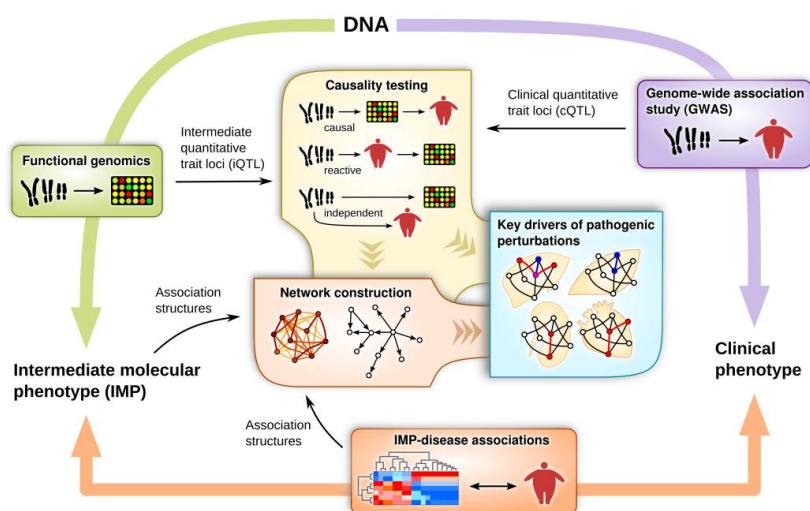 DNA
Causality testing
causal
reactive
independent
Clinical quantitative
trait loci (cQTL)
Genome-wide association
study (GWAS)
Intermediate
quantitative
trait loci (iQTL)
Functional genomics
Key drivers of pathogenic
perturbations
Network construction
Association
structures
Intermediate molecular
phenotype (IMP)
Clinical
phenotype
Association
structures
IMP-disease associations